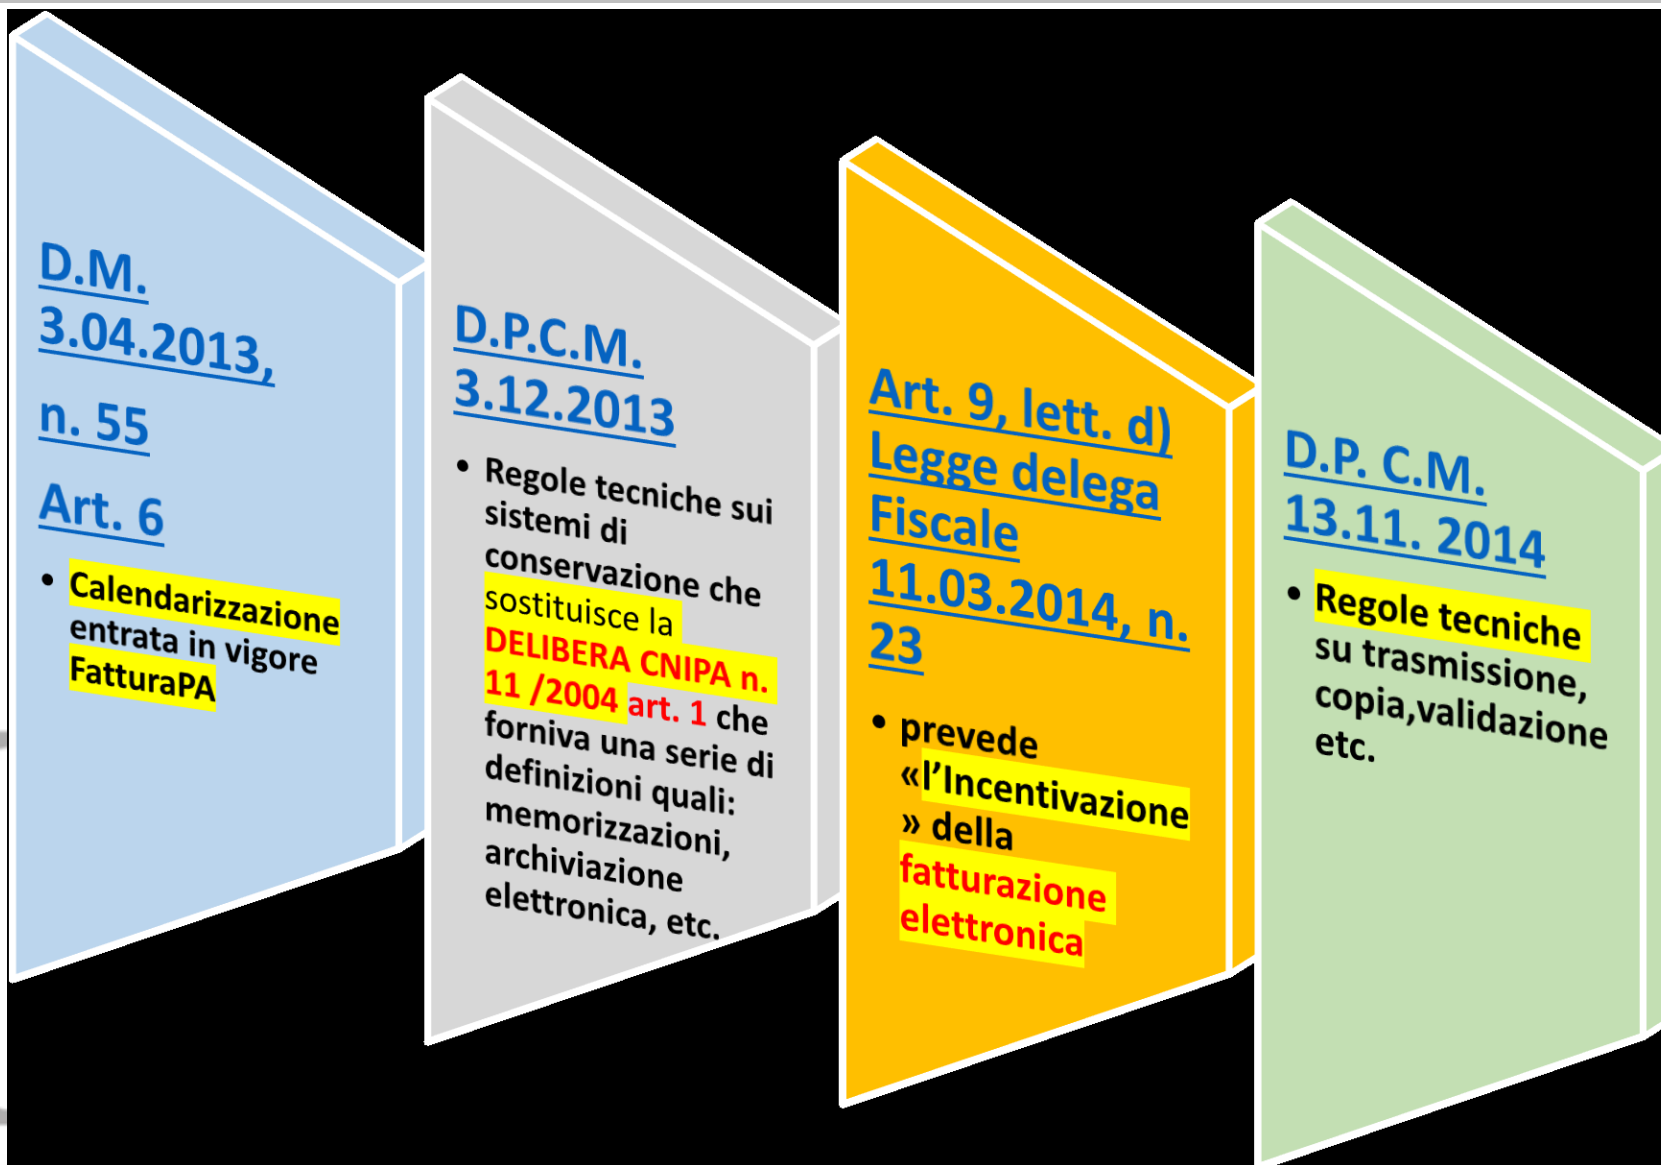 D.M.
3.04.2013,
n. 55
Art. 6
• Calendarizzazione
entrata in vigore
FatturaPA
D.P.C.M.
3.12.2013
• Regole tecniche sui
sistemi di
conservazione che
sostituisce la
DELIBERA CNIPA n.
11 /2004 art. 1 che
forniva una serie di
definizioni quali:
memorizzazioni,
archiviazione
elettronica, etc.
Art. 9, lett. d)
Legge delega
Fiscale
11.03.2014, n.
23
• prevede
«l’Incentivazione
» della
fatturazione
elettronica
D.P. C.M.
13.11. 2014
• Regole tecniche
su trasmissione,
copia,validazione
etc.